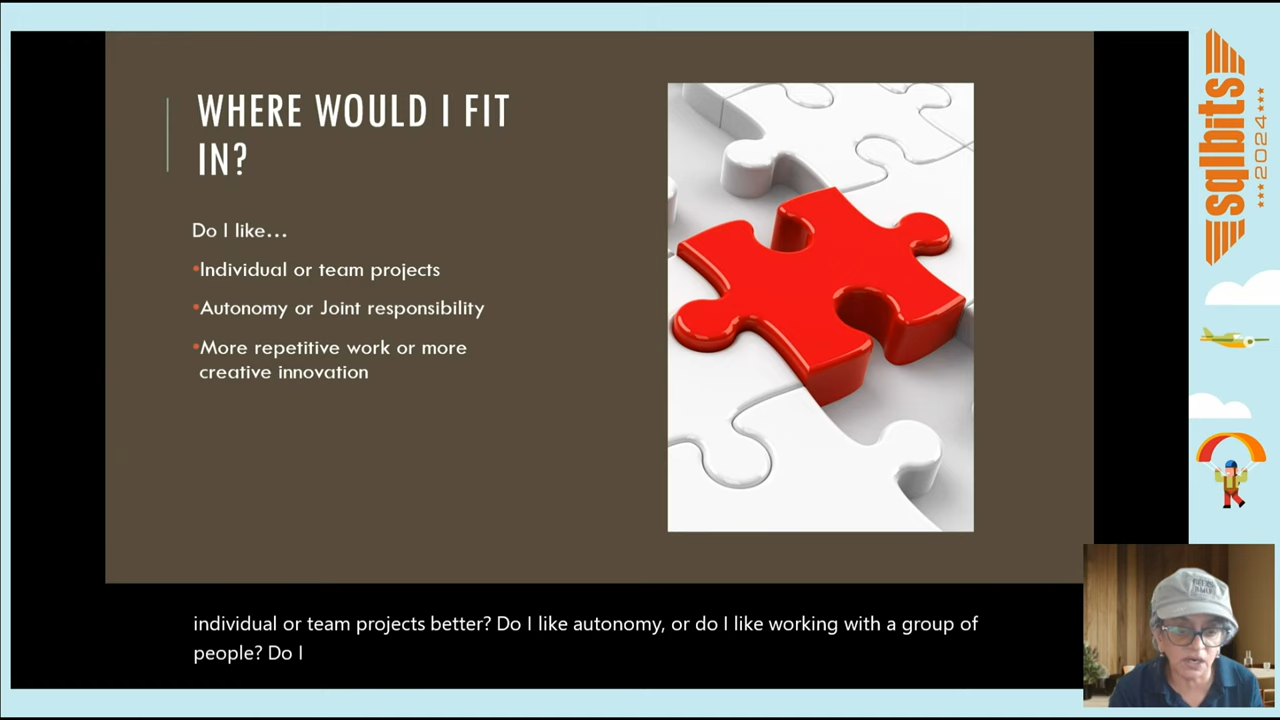 WHERE WOULD I FIT
IN?
Do I like...
•Individual or team projects
•Autonomy or Joint responsibility
•More repetitive work or more
creative innovation
individual or team projects better? Do I like autonomy, or do I like working with a group of
people? Do I
sqlbits
2024